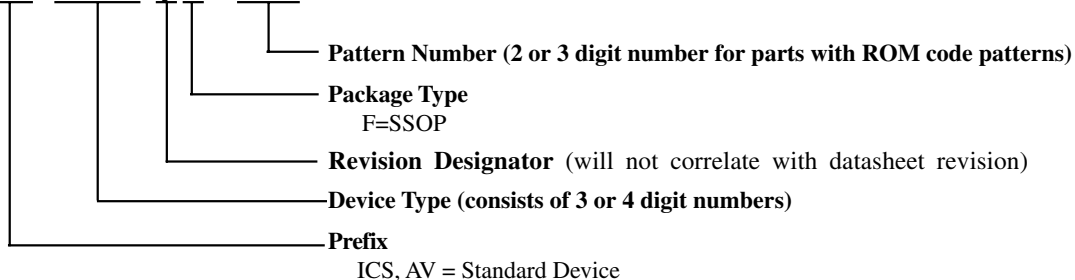 Pattern Number (2 or 3 digit number for parts with ROM code patterns)
Package Type
F=SSOP
Revision Designator (will not correlate with datasheet revision)
Device Type (consists of 3 or 4 digit numbers)
Prefix
ICS, AV = Standard Device